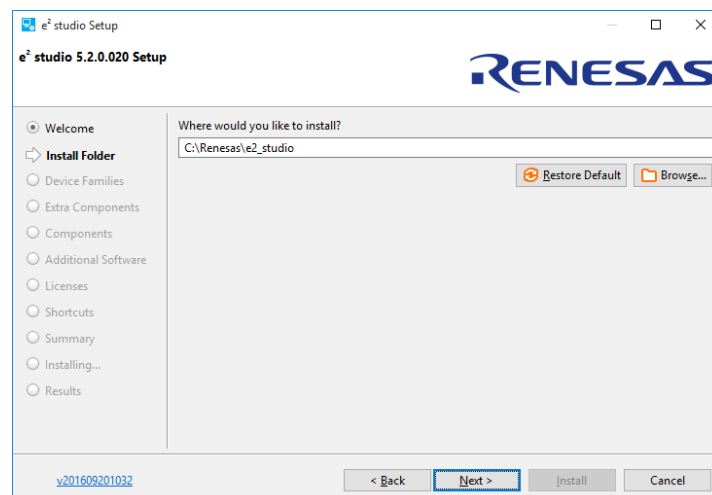 e² studio Setup
e² studio 5.2.0.020 Setup
RENESAS
Welcome
Install Folder
Device Families
Extra Components
Components
Additional Software
Licenses
Shortcuts
Summary
Installing...
Results
Where would you like to install?
C:\Renesas\e2_studio
Restore Default
Browse...
v201609201032
< Back
Next >
Install
Cancel